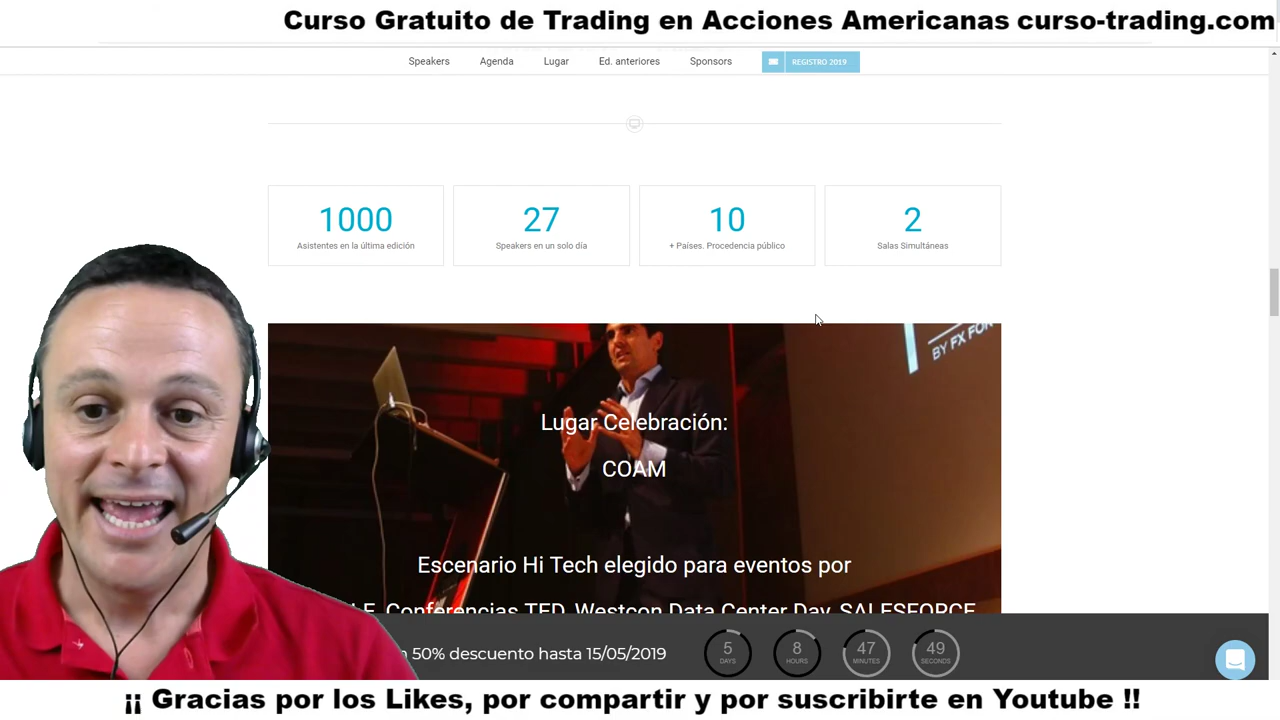 Curso Gratuito de Trading en Acciones Americanas curso-trading.com
Speakers Agenda Lugar Ed. anteriores Sponsors REGISTRO 2019
1000 27 10 2
Asistentes en la última edición Speakers en un solo día + Países. Procedencia público Salas Simultáneas
BY FX FOR
Lugar Celebración:
COAM
Escenario Hi Tech elegido para eventos por
Conferencias TED, Westcon Data Center Day, SALESFORCE
50% descuento hasta 15/05/2019
5 8 47 49
DAYS HOURS MINUTES SECONDS
¡¡ Gracias por los Likes, por compartir y por suscribirte en Youtube !!